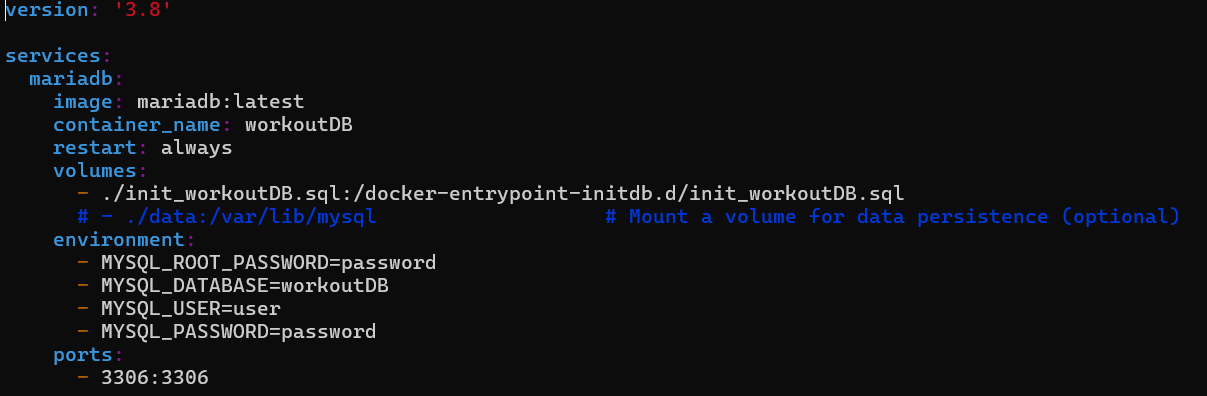 version: '3.8'
services:
  mariadb:
    image: mariadb:latest
    container_name: workoutDB
    restart: always
    volumes:
      - ./init_workoutDB.sql:/docker-entrypoint-initdb.d/init_workoutDB.sql
      # - ./data:/var/lib/mysql                   # Mount a volume for data persistence (optional)
    environment:
      - MYSQL_ROOT_PASSWORD=password
      - MYSQL_DATABASE=workoutDB
      - MYSQL_USER=user
      - MYSQL_PASSWORD=password
    ports:
      - 3306:3306